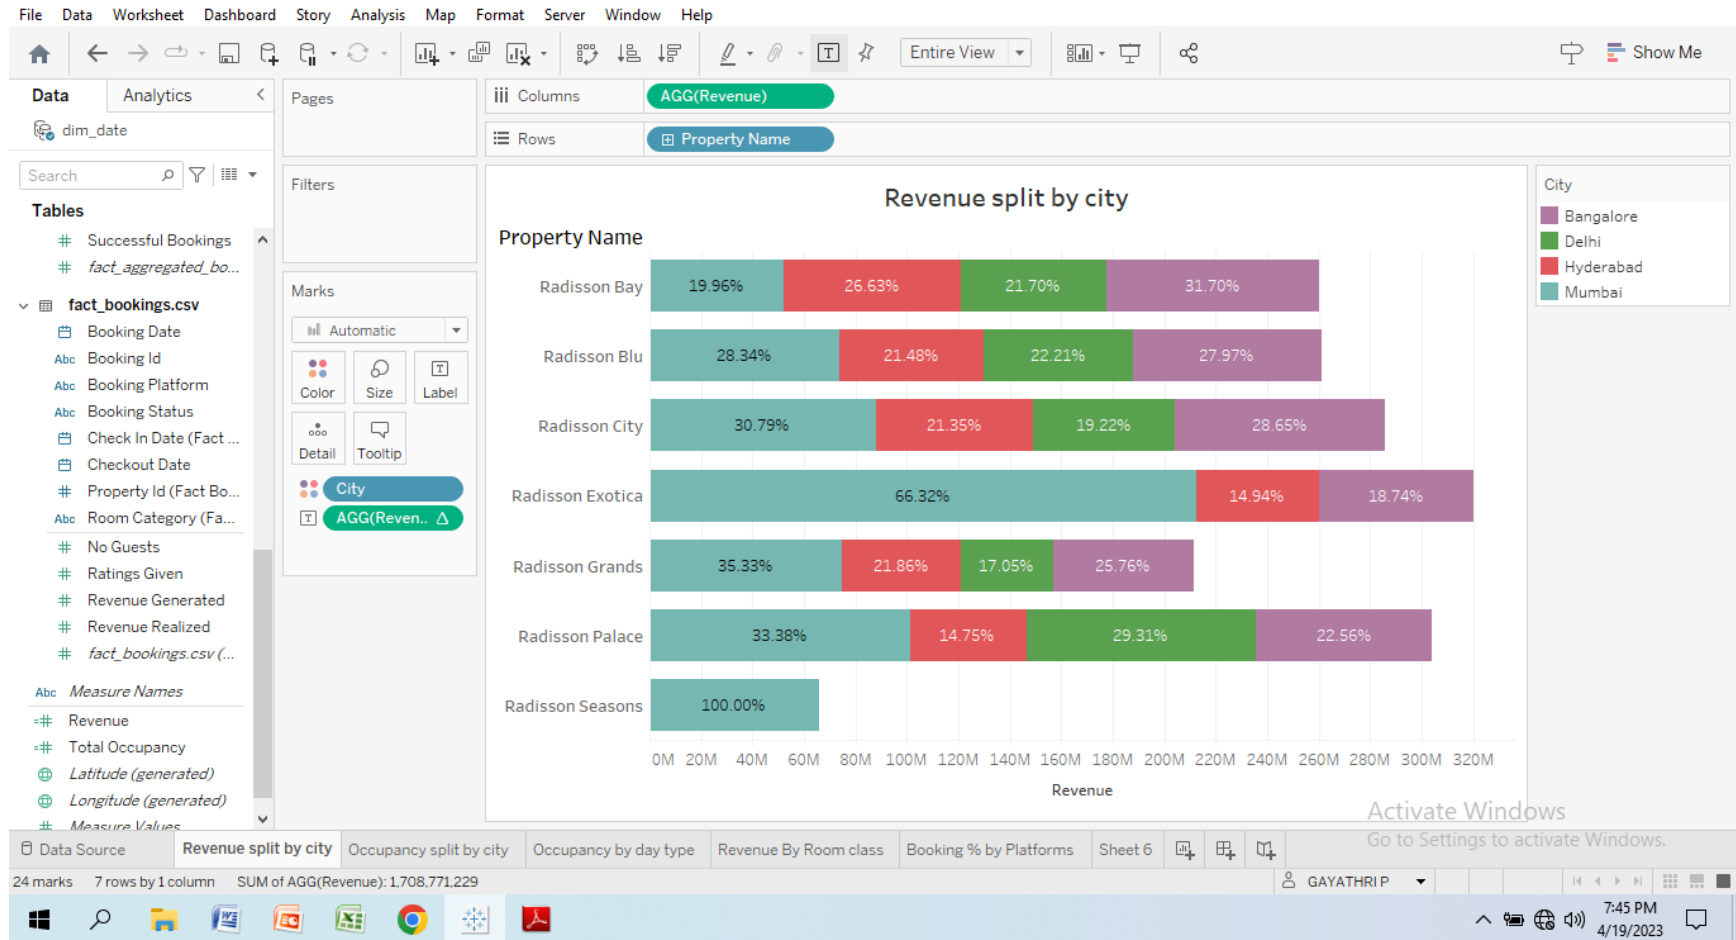 File Data Worksheet Dashboard Story Analysis Map Format Server Window Help
Entire View
Show Me
Data Analytics
dim_date
Search
Tables
# Successful Bookings
# fact_aggregated_bo...
fact_bookings.csv
Booking Date
Abc Booking Id
Abc Booking Platform
Abc Booking Status
Check In Date (Fact ...
Checkout Date
# Property Id (Fact Bo...
Abc Room Category (Fa...
# No Guests
# Ratings Given
# Revenue Generated
# Revenue Realized
# fact_bookings.csv (...
Abc Measure Names
=# Revenue
=# Total Occupancy
Latitude (generated)
Longitude (generated)
# Measure Values
Pages
Filters
Marks
Automatic
Color Size Label
Detail Tooltip
City
AGG(Reven.. Δ
Columns AGG(Revenue)
Rows Property Name
Revenue split by city
Property Name
Radisson Bay 19.96% 26.63% 21.70% 31.70%
Radisson Blu 28.34% 21.48% 22.21% 27.97%
Radisson City 30.79% 21.35% 19.22% 28.65%
Radisson Exotica 66.32% 14.94% 18.74%
Radisson Grands 35.33% 21.86% 17.05% 25.76%
Radisson Palace 33.38% 14.75% 29.31% 22.56%
Radisson Seasons 100.00%
0M 20M 40M 60M 80M 100M 120M 140M 160M 180M 200M 220M 240M 260M 280M 300M 320M
Revenue
City
Bangalore
Delhi
Hyderabad
Mumbai
Activate Windows
Go to Settings to activate Windows.
Data Source Revenue split by city Occupancy split by city Occupancy by day type Revenue By Room class Booking % by Platforms Sheet 6
24 marks 7 rows by 1 column SUM of AGG(Revenue): 1,708,771,229
GAYATHRI P
7:45 PM
4/19/2023